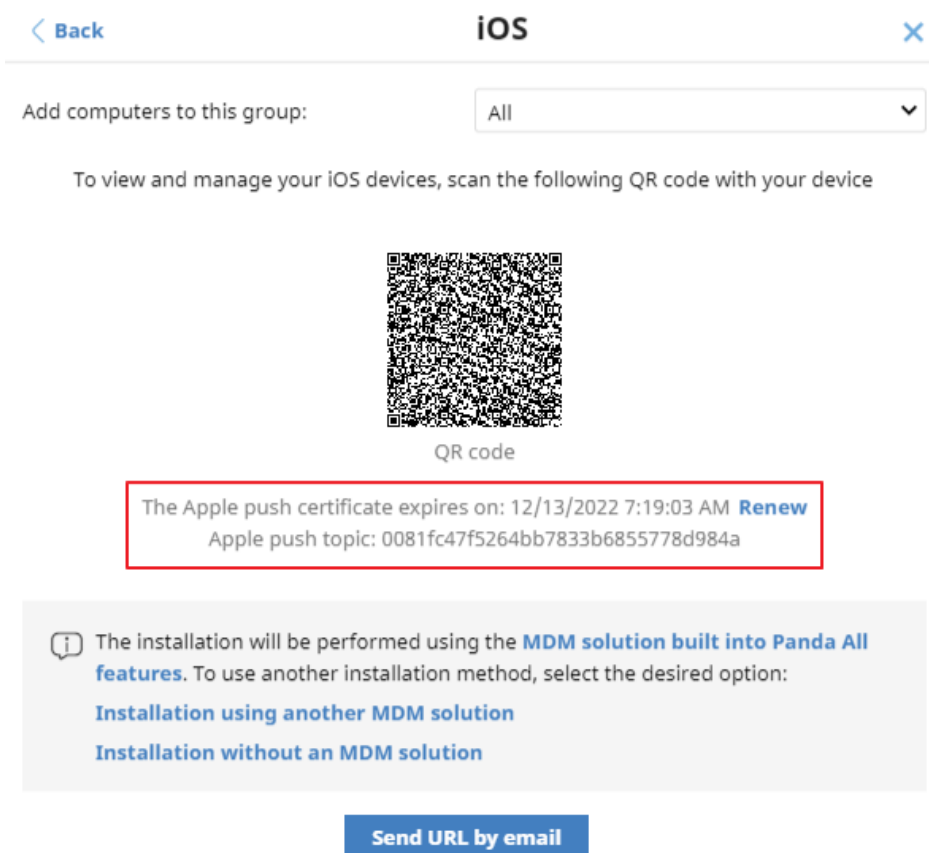 Back
iOS
Add computers to this group:
All
To view and manage your iOS devices, scan the following QR code with your device
QR code
The Apple push certificate expires on: 12/13/2022 7:19:03 AM Renew
Apple push topic: 0081fc47f5264bb7833b6855778d984a
The installation will be performed using the MDM solution built into Panda All
features. To use another installation method, select the desired option:
Installation using another MDM solution
Installation without an MDM solution
Send URL by email